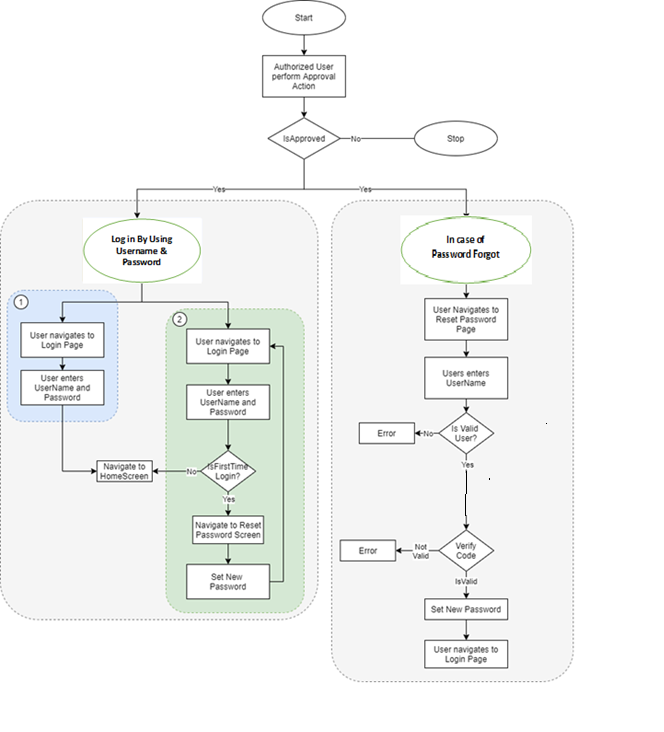 Start
Authorized User
perform Approval
Action
IsApproved
No
Stop
Yes
Yes
Log in By Using
Username &
Password
In case of
Password Forgot
1
User navigates to
Login Page
User enters
UserName and
Password
2
User navigates to
Login Page
User enters
UserName and
Password
Navigate to
HomeScreen
No
IsFirstTime
Login?
Yes
Navigate to Reset
Password Screen
Set New
Password
User Navigates to
Reset Password
Page
Users enters
UserName
Is Valid
User?
No
Error
Yes
Verify
Code
Not
Valid
Error
IsValid
Set New Password
User navigates to
Login Page